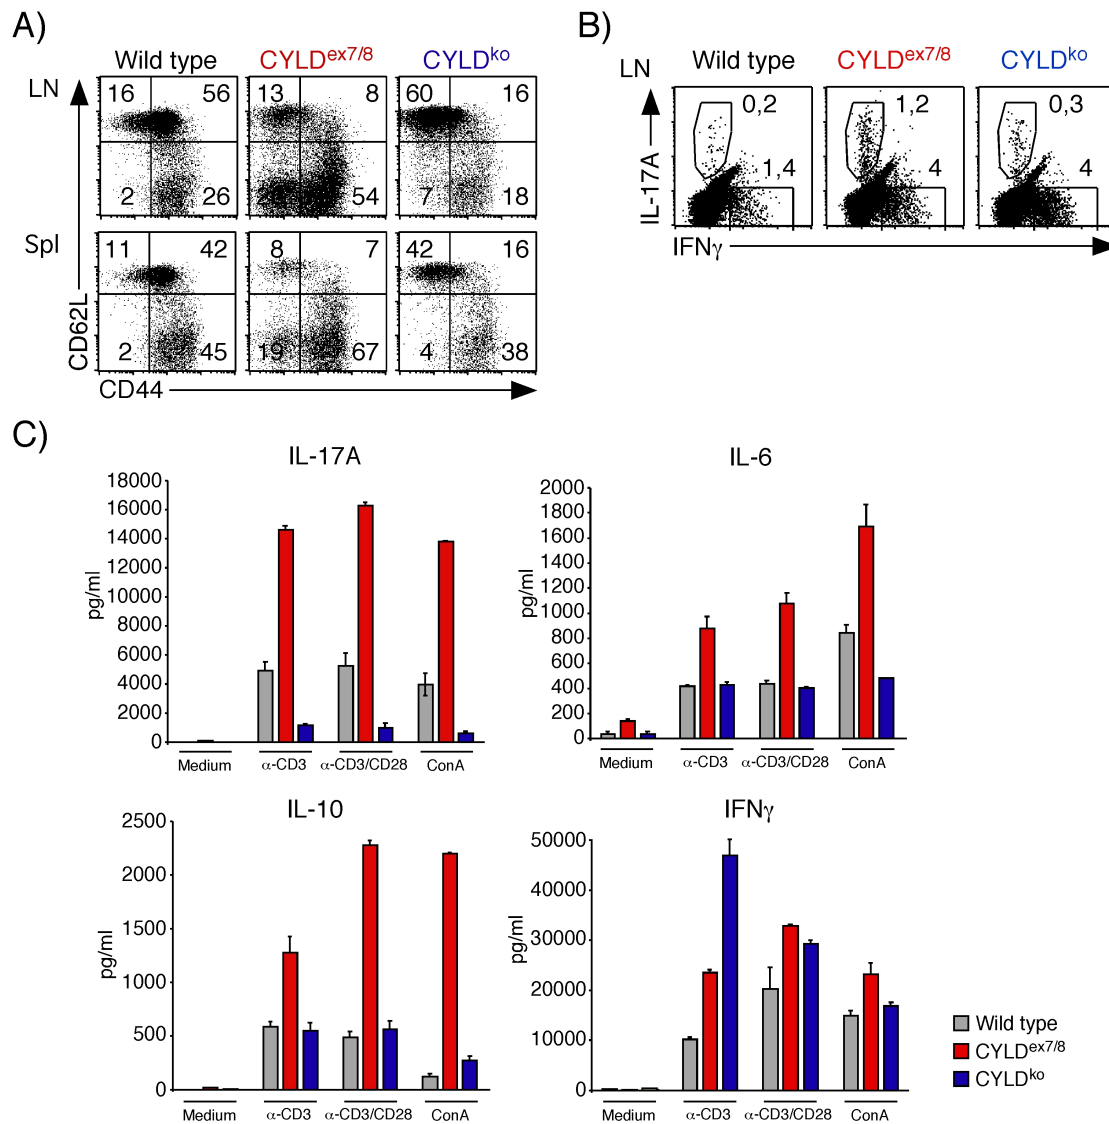 A)
Wild type CYLDex7/8 CYLDko
LN
16 56 13 8 60 16
2 26 54 7 18
Spl
11 42 8 7 42 16
2 45 19 67 4 38
CD62L
CD44
B)
LN Wild type CYLDex7/8 CYLDko
0,2 1,2 0,3
1,4 4 4
IL-17A
IFNγ
C)
IL-17A
18000
16000
14000
12000
10000
8000
6000
4000
2000
0
pg/ml
Medium α-CD3 α-CD3/CD28 ConA
IL-6
2000
1800
1600
1400
1200
1000
800
600
400
200
0
pg/ml
Medium α-CD3 α-CD3/CD28 ConA
IL-10
2500
2000
1500
1000
500
0
pg/ml
Medium α-CD3 α-CD3/CD28 ConA
IFNγ
50000
40000
30000
20000
10000
0
pg/ml
Medium α-CD3 α-CD3/CD28 ConA
Wild type
CYLDex7/8
CYLDko